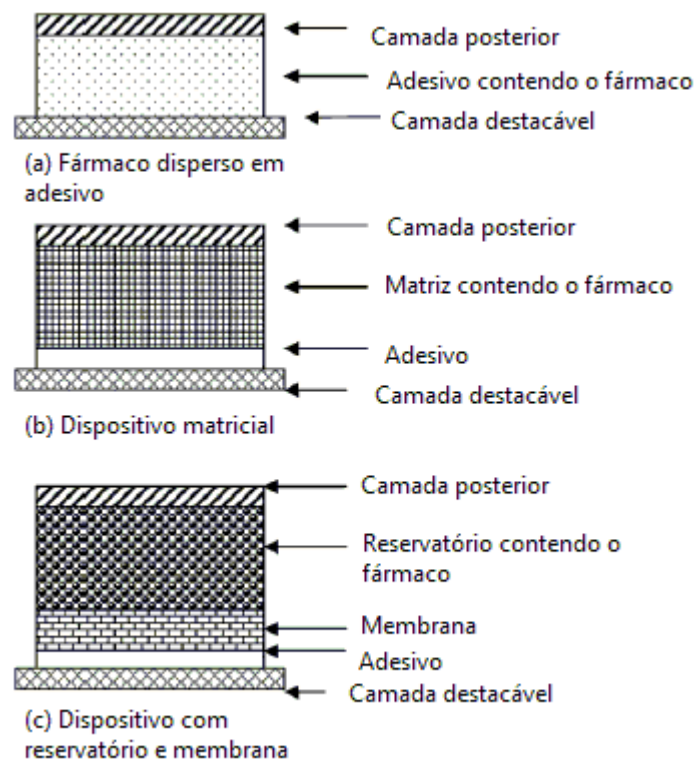 Camada posterior
Adesivo contendo o fármaco
Camada destacável
(a) Fármaco disperso em
adesivo
Camada posterior
Matriz contendo o fármaco
Adesivo
Camada destacável
(b) Dispositivo matricial
Camada posterior
Reservatório contendo o
fármaco
Membrana
Adesivo
Camada destacável
(c) Dispositivo com
reservatório e membrana